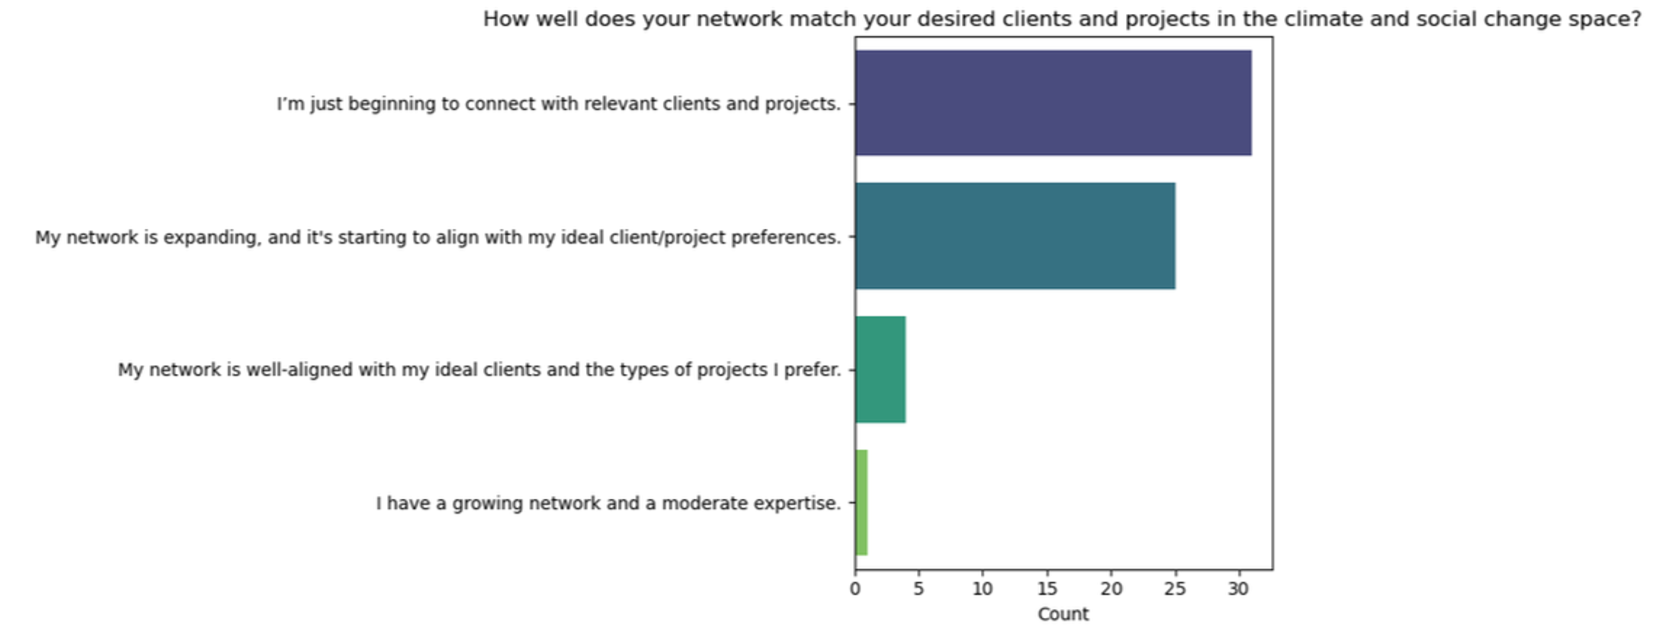 How well does your network match your desired clients and projects in the climate and social change space?
I’m just beginning to connect with relevant clients and projects.
My network is expanding, and it's starting to align with my ideal client/project preferences.
My network is well-aligned with my ideal clients and the types of projects I prefer.
I have a growing network and a moderate expertise.
0 5 10 15 20 25 30
Count